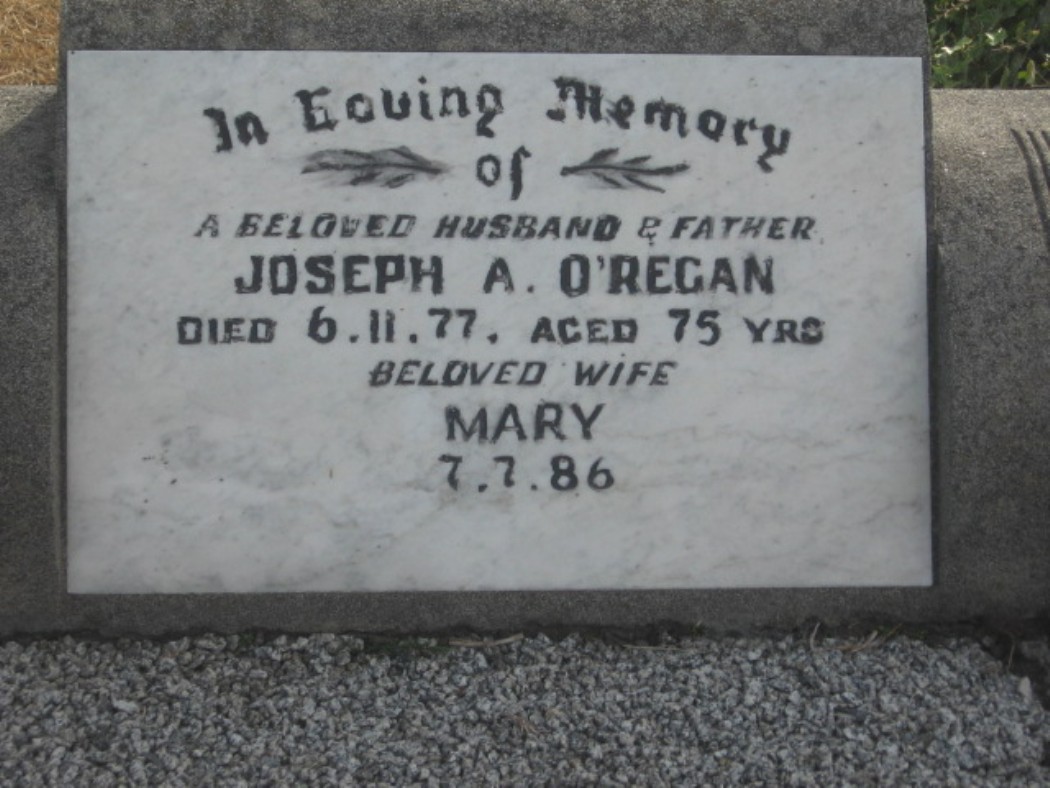 In Loving Memory
of
A BELOVED HUSBAND & FATHER
JOSEPH A. O'REGAN
DIED 6.11.77. AGED 75 YRS
BELOVED WIFE
MARY
7.7.86